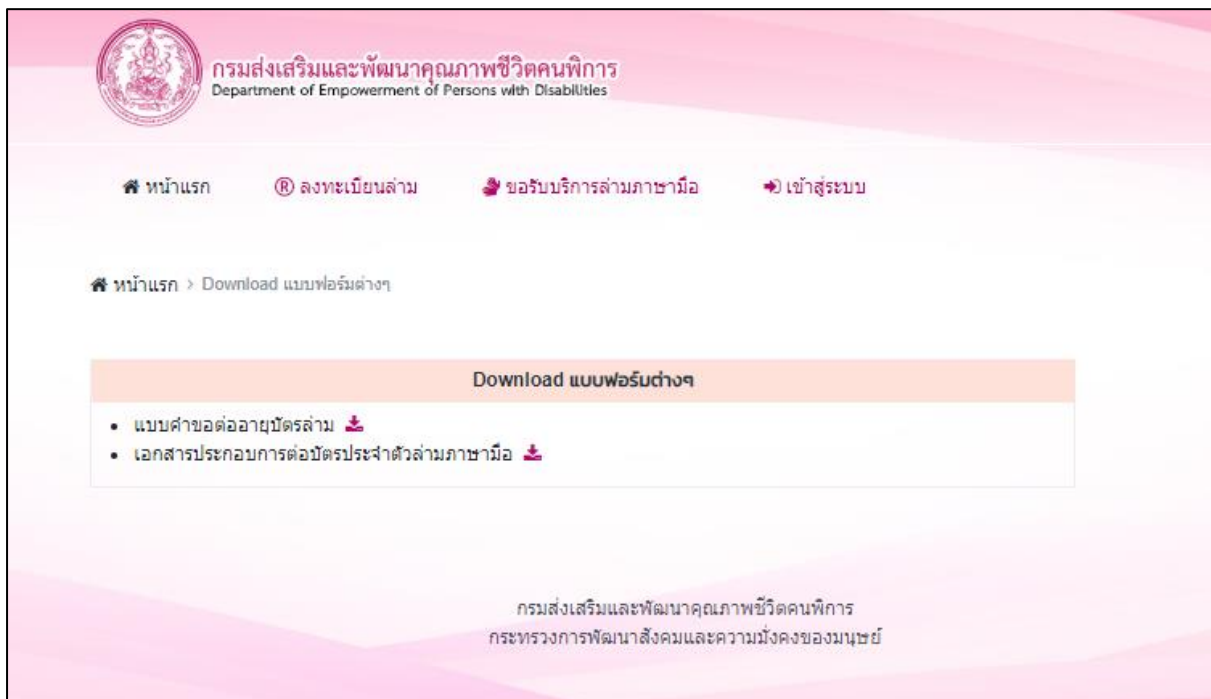 กรมส่งเสริมและพัฒนาคุณภาพชีวิตคนพิการ
Department of Empowerment of Persons with Disabilities
หน้าแรก ® ลงทะเบียนล่าม ขอรับบริการล่ามภาษามือ เข้าสู่ระบบ
หน้าแรก > Download แบบฟอร์มต่างๆ
Download แบบฟอร์มต่างๆ
• แบบคำขอต่ออายุบัตรล่าม
• เอกสารประกอบการต่อบัตรประจำตัวล่ามภาษามือ
กรมส่งเสริมและพัฒนาคุณภาพชีวิตคนพิการ
กระทรวงการพัฒนาสังคมและความมั่งคงของมนุษย์